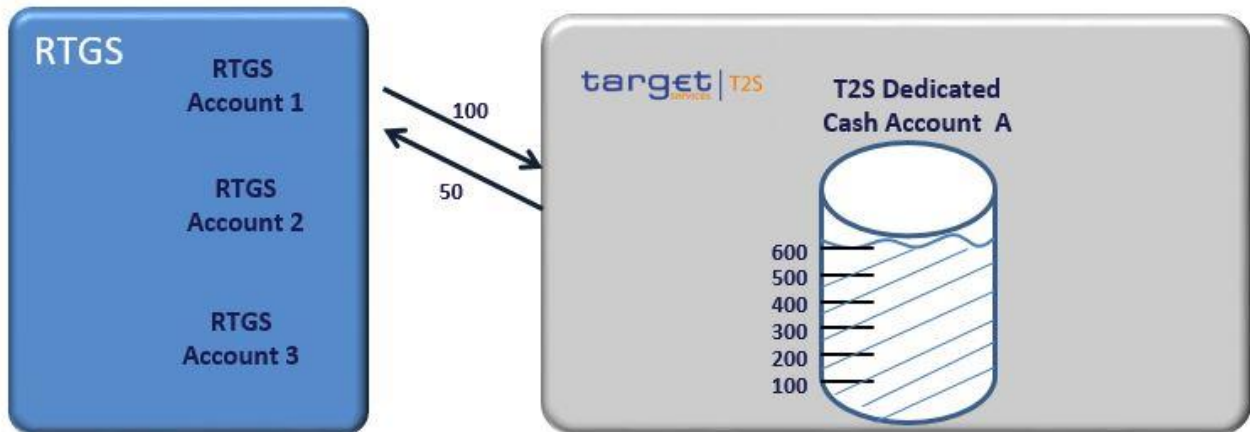 RTGS
RTGS
Account 1
RTGS
Account 2
RTGS
Account 3
100
50
target | T2S
services
T2S Dedicated
Cash Account A
600
500
400
300
200
100